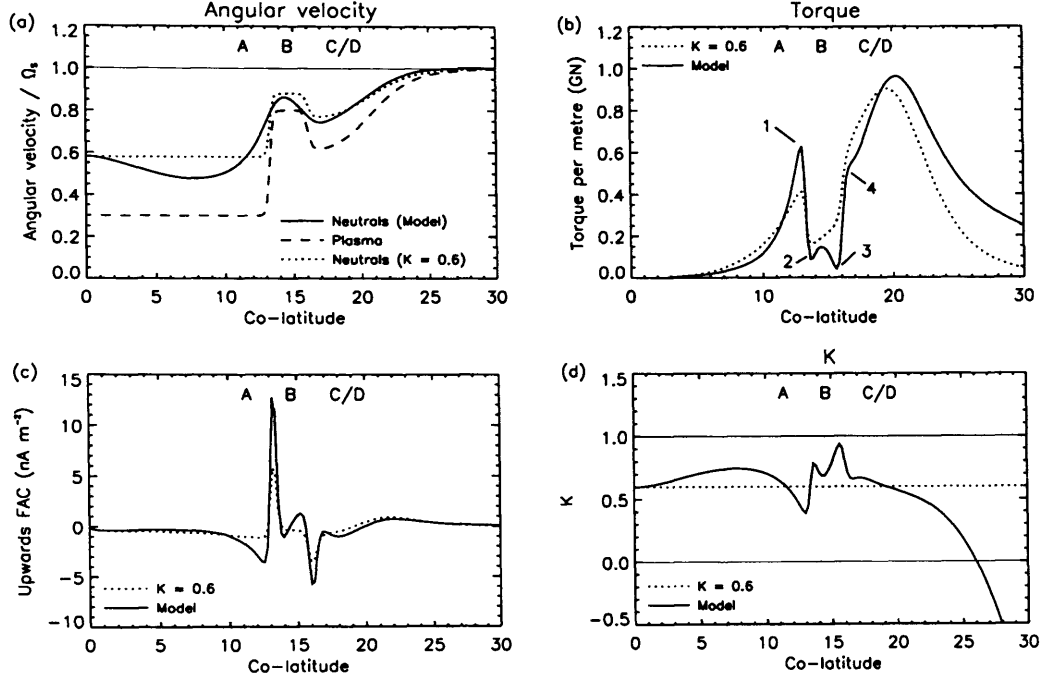 (a)
Angular velocity
A B C/D
Angular velocity / Ωs
1.2
1.0
0.8
0.6
0.4
0.2
0.0
Neutrals (Model)
Plasma
Neutrals (K = 0.6)
0 5 10 15 20 25 30
Co-latitude
(b)
Torque
K = 0.6
Model
A B C/D
Torque per metre (GN)
1.2
1.0
0.8
0.6
0.4
0.2
0.0
1
2
3
4
0 10 20 30
Co-latitude
(c)
A B C/D
Upwards FAC (nA m⁻²)
15
10
5
0
-5
-10
K = 0.6
Model
0 5 10 15 20 25 30
Co-latitude
(d)
K
A B C/D
K
1.0
0.5
0.0
-0.5
K = 0.6
Model
0 5 10 15 20 25 30
Co-latitude